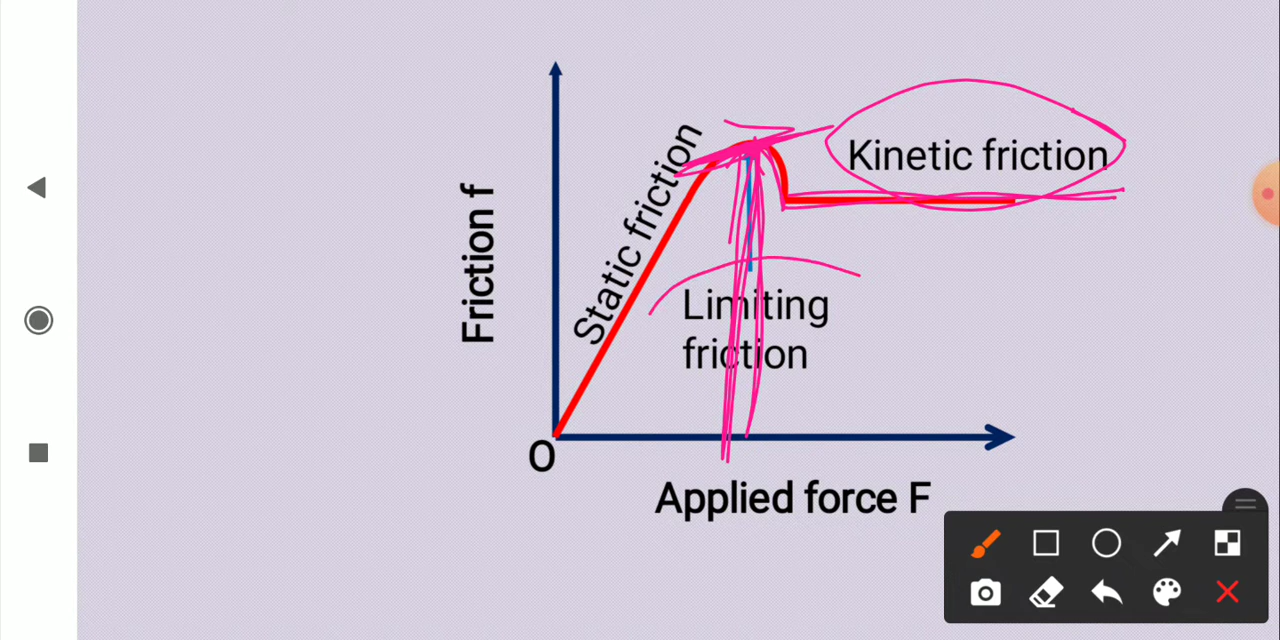 Kinetic friction
Static friction
Friction f
Limiting
friction
O
Applied force F